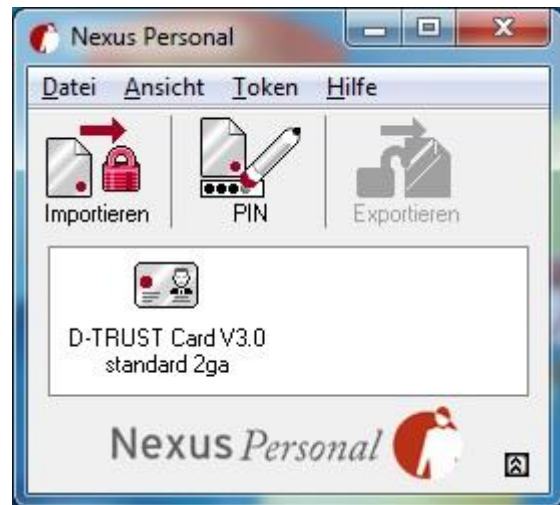 Nexus Personal
Datei Ansicht Token Hilfe
Importieren PIN Exportieren
D-TRUST Card V3.0
standard 2ga
Nexus Personal